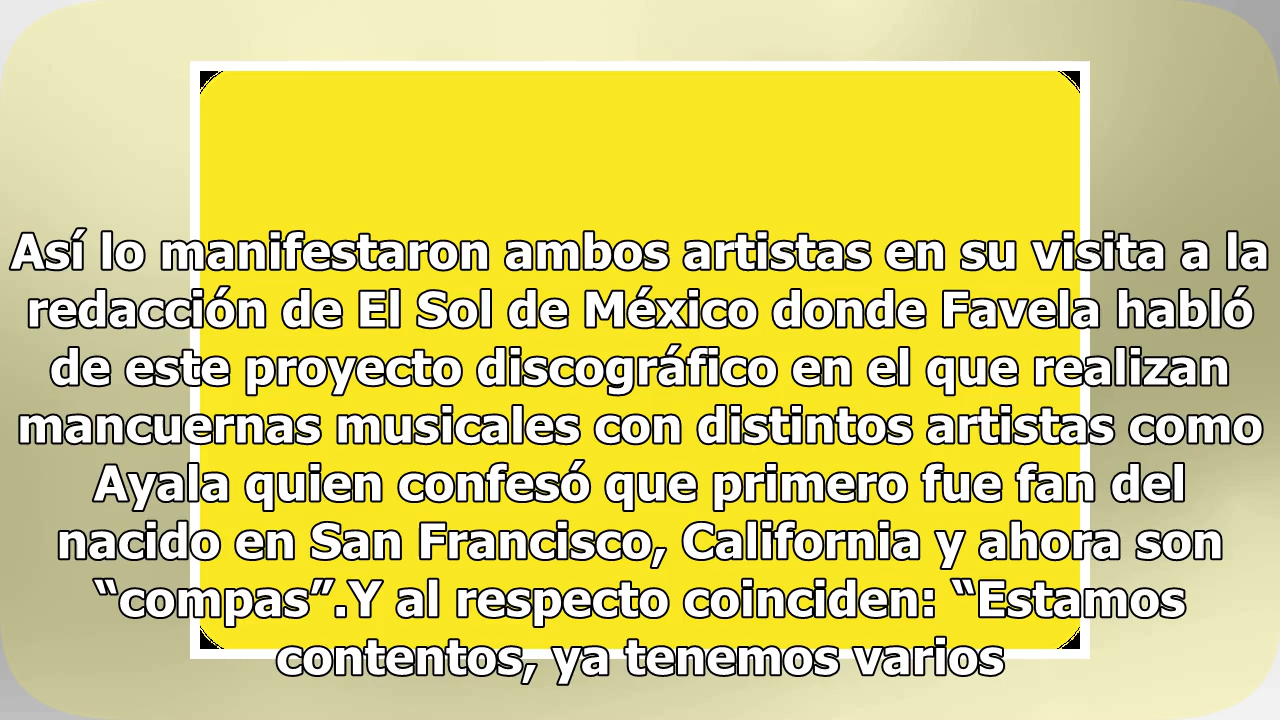 Así lo manifestaron ambos artistas en su visita a la
redacción de El Sol de México donde Favela habló
de este proyecto discográfico en el que realizan
mancuernas musicales con distintos artistas como
Ayala quien confesó que primero fue fan del
nacido en San Francisco, California y ahora son
“compas”.Y al respecto coinciden: “Estamos
contentos, ya tenemos varios